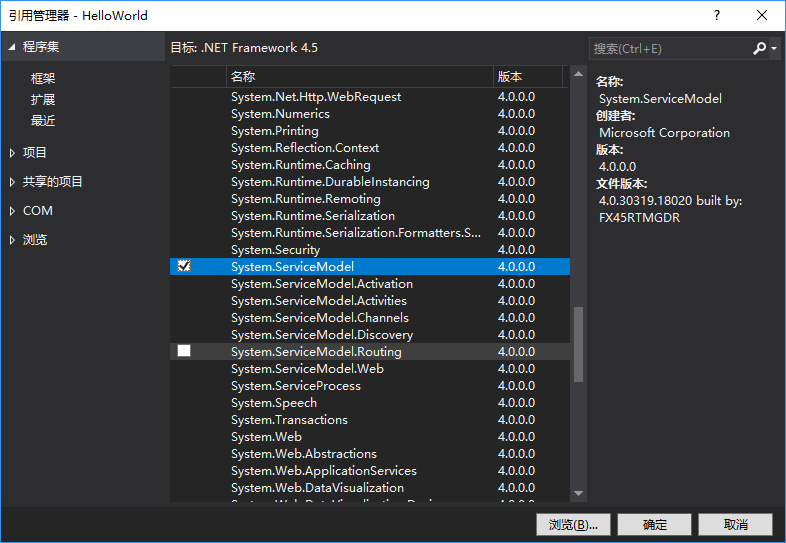 引用管理器 - HelloWorld
程序集
框架
扩展
最近
项目
共享的项目
COM
浏览
目标: .NET Framework 4.5
搜索(Ctrl+E)
名称 版本
System.Net.Http.WebRequest 4.0.0.0
System.Numerics 4.0.0.0
System.Printing 4.0.0.0
System.Reflection.Context 4.0.0.0
System.Runtime.Caching 4.0.0.0
System.Runtime.DurableInstancing 4.0.0.0
System.Runtime.Remoting 4.0.0.0
System.Runtime.Serialization 4.0.0.0
System.Runtime.Serialization.Formatters.S... 4.0.0.0
System.Security 4.0.0.0
System.ServiceModel 4.0.0.0
System.ServiceModel.Activation 4.0.0.0
System.ServiceModel.Activities 4.0.0.0
System.ServiceModel.Channels 4.0.0.0
System.ServiceModel.Discovery 4.0.0.0
System.ServiceModel.Routing 4.0.0.0
System.ServiceModel.Web 4.0.0.0
System.ServiceProcess 4.0.0.0
System.Speech 4.0.0.0
System.Transactions 4.0.0.0
System.Web 4.0.0.0
System.Web.Abstractions 4.0.0.0
System.Web.ApplicationServices 4.0.0.0
System.Web.DataVisualization 4.0.0.0
名称:
System.ServiceModel
创建者:
Microsoft Corporation
版本:
4.0.0.0
文件版本:
4.0.30319.18020 built by:
FX45RTMGDR
浏览(B)... 确定 取消